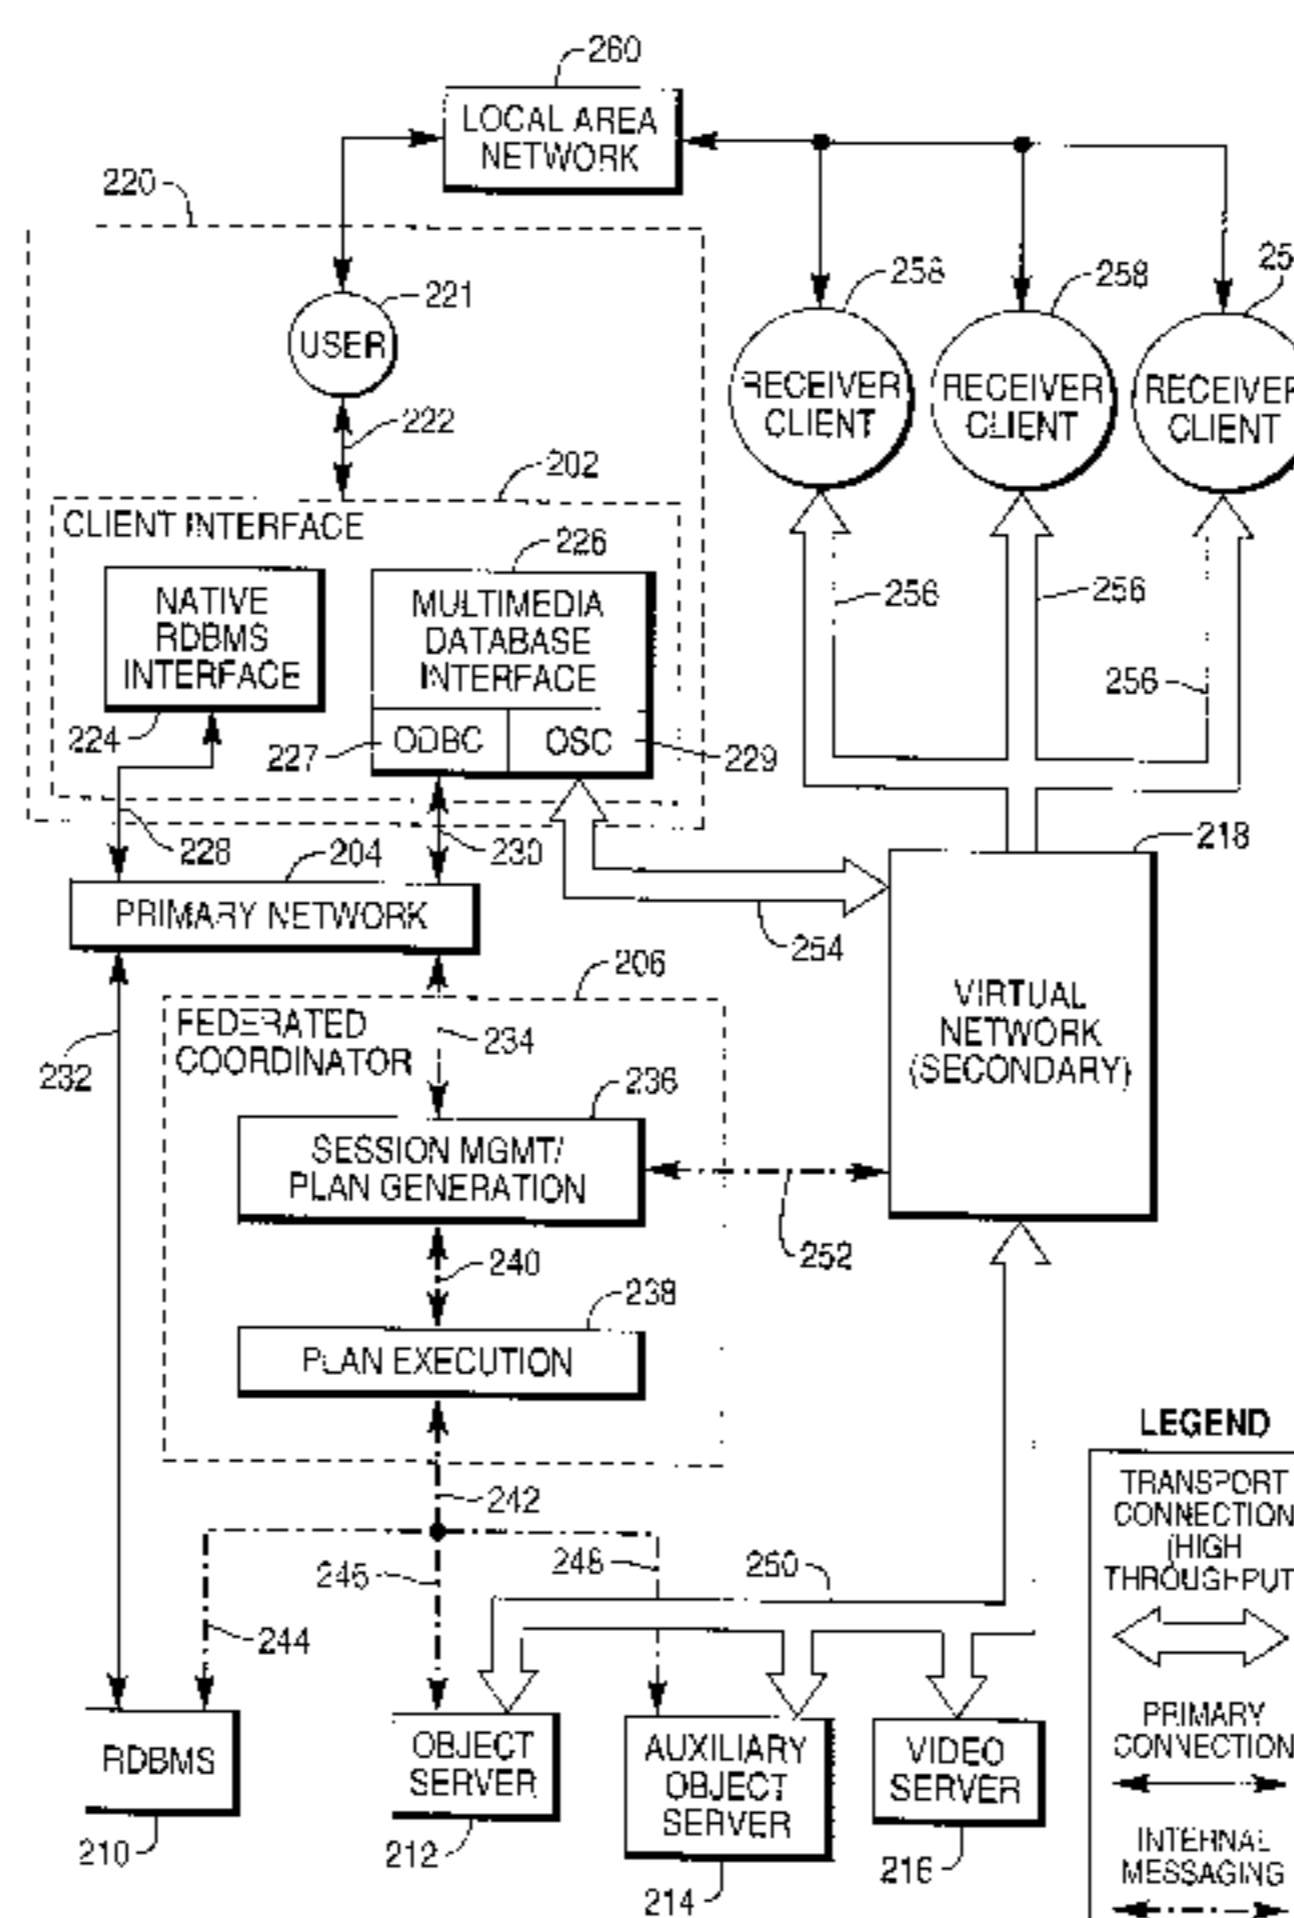 260
LOCAL AREA
NETWORK
220
221
USER
258
258
25
RECEIVER
CLIENT
RECEIVER
CLIENT
RECEIVER
CLIENT
222
202
CLIENT INTERFACE
226
NATIVE
RDBMS
INTERFACE
MULTIMEDIA
DATABASE
INTERFACE
256
256
256
224
227
ODBC
OSC
229
228
204
230
218
PRIMARY NETWORK
254
206
VIRTUAL
NETWORK
(SECONDARY)
FEDERATED
COORDINATOR
234
232
236
SESSION MGMT/
PLAN GENERATION
252
240
238
PLAN EXECUTION
LEGEND
TRANSPORT
CONNECTION
(HIGH
THROUGHPUT
242
246
248
250
244
PRIMARY
CONNECTION
RDBMS
OBJECT
SERVER
AUXILIARY
OBJECT
SERVER
VIDEO
SERVER
INTERNAL
MESSAGING
210
212
214
216